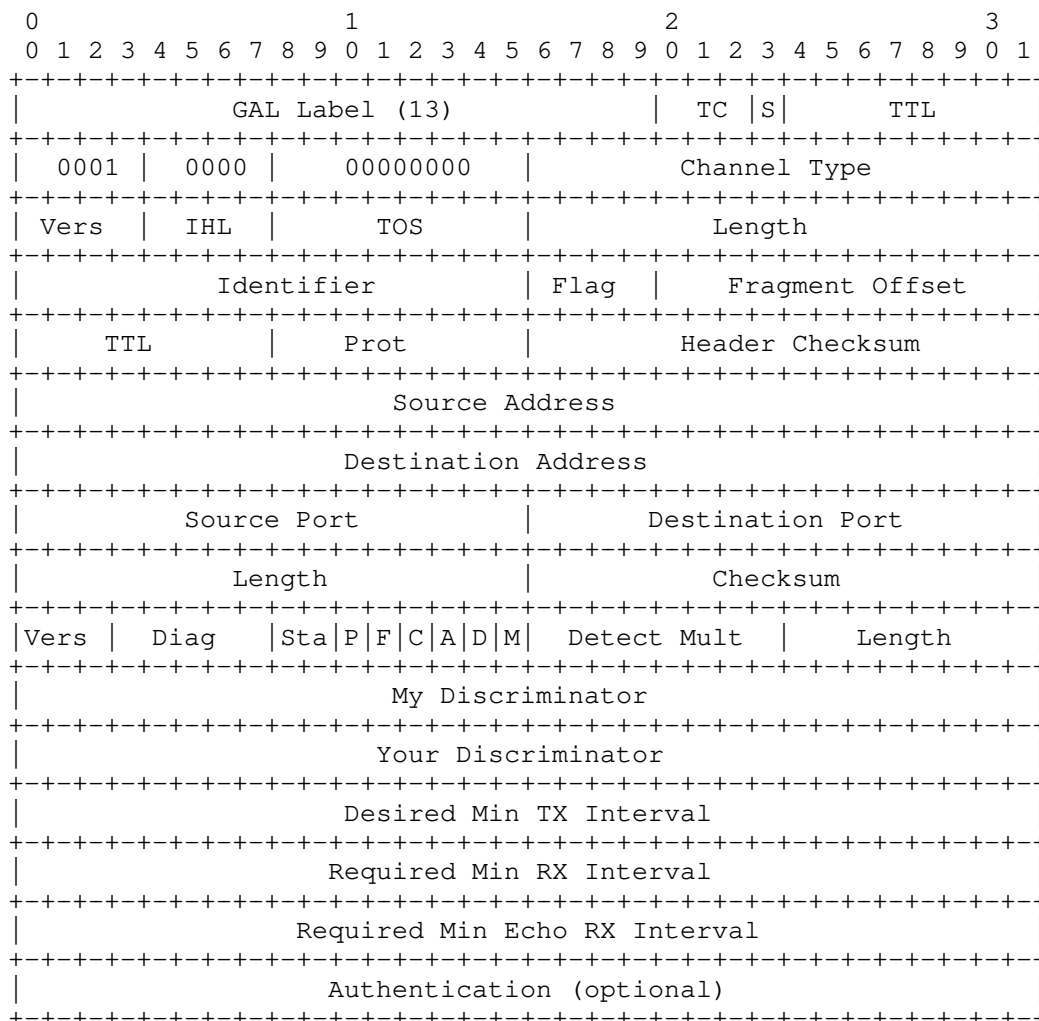 0                   1                   2                   3
0 1 2 3 4 5 6 7 8 9 0 1 2 3 4 5 6 7 8 9 0 1 2 3 4 5 6 7 8 9 0 1
+-+-+-+-+-+-+-+-+-+-+-+-+-+-+-+-+-+-+-+-+-+-+-+-+-+-+-+-+-+-+-+--
| GAL Label (13) | TC |S| TTL
+-+-+-+-+-+-+-+-+-+-+-+-+-+-+-+-+-+-+-+-+-+-+-+-+-+-+-+-+-+-+-+--
| 0001 | 0000 | 00000000 | Channel Type
+-+-+-+-+-+-+-+-+-+-+-+-+-+-+-+-+-+-+-+-+-+-+-+-+-+-+-+-+-+-+-+--
| Vers | IHL | TOS | Length
+-+-+-+-+-+-+-+-+-+-+-+-+-+-+-+-+-+-+-+-+-+-+-+-+-+-+-+-+-+-+-+--
| Identifier | Flag | Fragment Offset
+-+-+-+-+-+-+-+-+-+-+-+-+-+-+-+-+-+-+-+-+-+-+-+-+-+-+-+-+-+-+-+--
| TTL | Prot | Header Checksum
+-+-+-+-+-+-+-+-+-+-+-+-+-+-+-+-+-+-+-+-+-+-+-+-+-+-+-+-+-+-+-+--
| Source Address
+-+-+-+-+-+-+-+-+-+-+-+-+-+-+-+-+-+-+-+-+-+-+-+-+-+-+-+-+-+-+-+--
| Destination Address
+-+-+-+-+-+-+-+-+-+-+-+-+-+-+-+-+-+-+-+-+-+-+-+-+-+-+-+-+-+-+-+--
| Source Port | Destination Port
+-+-+-+-+-+-+-+-+-+-+-+-+-+-+-+-+-+-+-+-+-+-+-+-+-+-+-+-+-+-+-+--
| Length | Checksum
+-+-+-+-+-+-+-+-+-+-+-+-+-+-+-+-+-+-+-+-+-+-+-+-+-+-+-+-+-+-+-+--
|Vers | Diag |Sta|P|F|C|A|D|M| Detect Mult | Length
+-+-+-+-+-+-+-+-+-+-+-+-+-+-+-+-+-+-+-+-+-+-+-+-+-+-+-+-+-+-+-+--
| My Discriminator
+-+-+-+-+-+-+-+-+-+-+-+-+-+-+-+-+-+-+-+-+-+-+-+-+-+-+-+-+-+-+-+--
| Your Discriminator
+-+-+-+-+-+-+-+-+-+-+-+-+-+-+-+-+-+-+-+-+-+-+-+-+-+-+-+-+-+-+-+--
| Desired Min TX Interval
+-+-+-+-+-+-+-+-+-+-+-+-+-+-+-+-+-+-+-+-+-+-+-+-+-+-+-+-+-+-+-+--
| Required Min RX Interval
+-+-+-+-+-+-+-+-+-+-+-+-+-+-+-+-+-+-+-+-+-+-+-+-+-+-+-+-+-+-+-+--
| Required Min Echo RX Interval
+-+-+-+-+-+-+-+-+-+-+-+-+-+-+-+-+-+-+-+-+-+-+-+-+-+-+-+-+-+-+-+--
| Authentication (optional)
+-+-+-+-+-+-+-+-+-+-+-+-+-+-+-+-+-+-+-+-+-+-+-+-+-+-+-+-+-+-+-+--